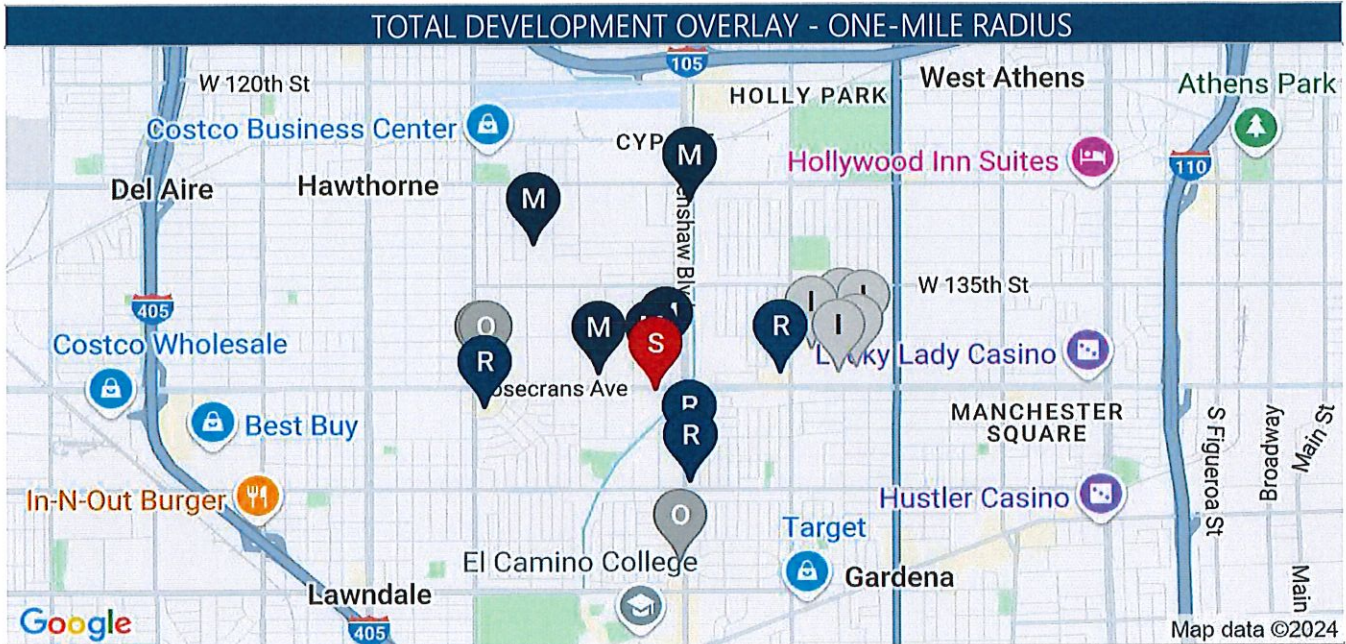 TOTAL DEVELOPMENT OVERLAY - ONE-MILE RADIUS
105
W 120th St
West Athens
Athens Park
HOLLY PARK
Costco Business Center
M
Hollywood Inn Suites
110
Del Aire
Hawthorne
M
W 135th St
405
O
M
S
R
I
Costco Wholesale
Lucky Lady Casino
R
osecrans Ave
R
MANCHESTER
SQUARE
S Figueroa St
Broadway
Main St
Best Buy
R
In-N-Out Burger
Hustler Casino
O
Target
El Camino College
Gardena
Lawndale
Main
Google
405
Map data ©2024